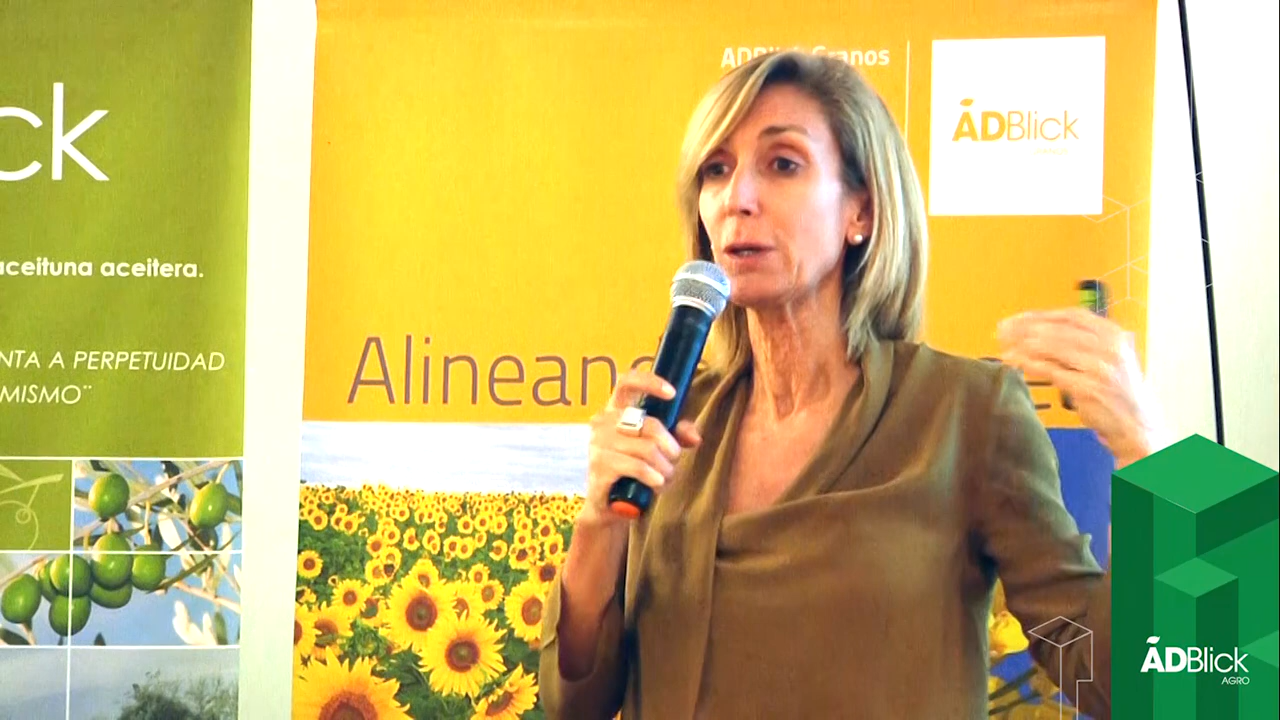 ck
aceituna aceitera.
NTA A PERPETUIDAD
MISMO¨
ADBlick Granos
ADBlick
Alinean
ADBlick
AGRO